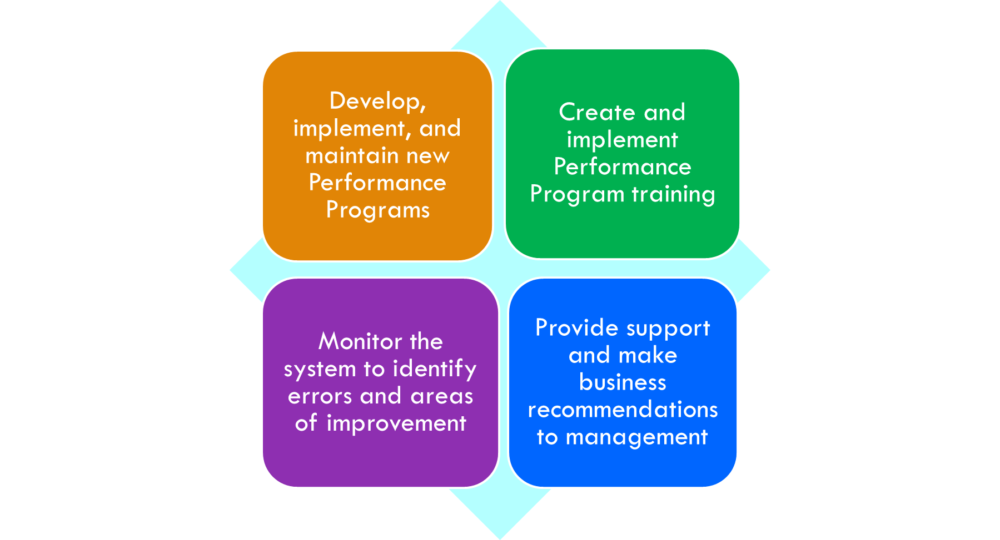 Develop,
implement, and
maintain new
Performance
Programs
Create and
implement
Performance
Program training
Monitor the
system to identify
errors and areas
of improvement
Provide support
and make
business
recommendations
to management